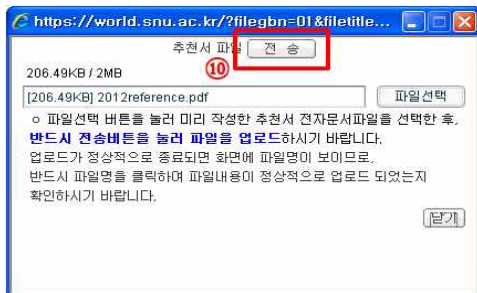 https://world.snu.ac.kr/?filegbn=01&filetitle...
추천서 파일 전 송
⑩
206.49KB / 2MB
[206.49KB] 2012reference.pdf 파일선택
○ 파일선택 버튼을 눌러 미리 작성한 추천서 전자문서파일을 선택한 후,
반드시 전송버튼을 눌러 파일을 업로드하시기 바랍니다.
업로드가 정상적으로 종료되면 화면에 파일명이 보이므로,
반드시 파일명을 클릭하여 파일내용이 정상적으로 업로드 되었는지
확인하시기 바랍니다.
[닫기]